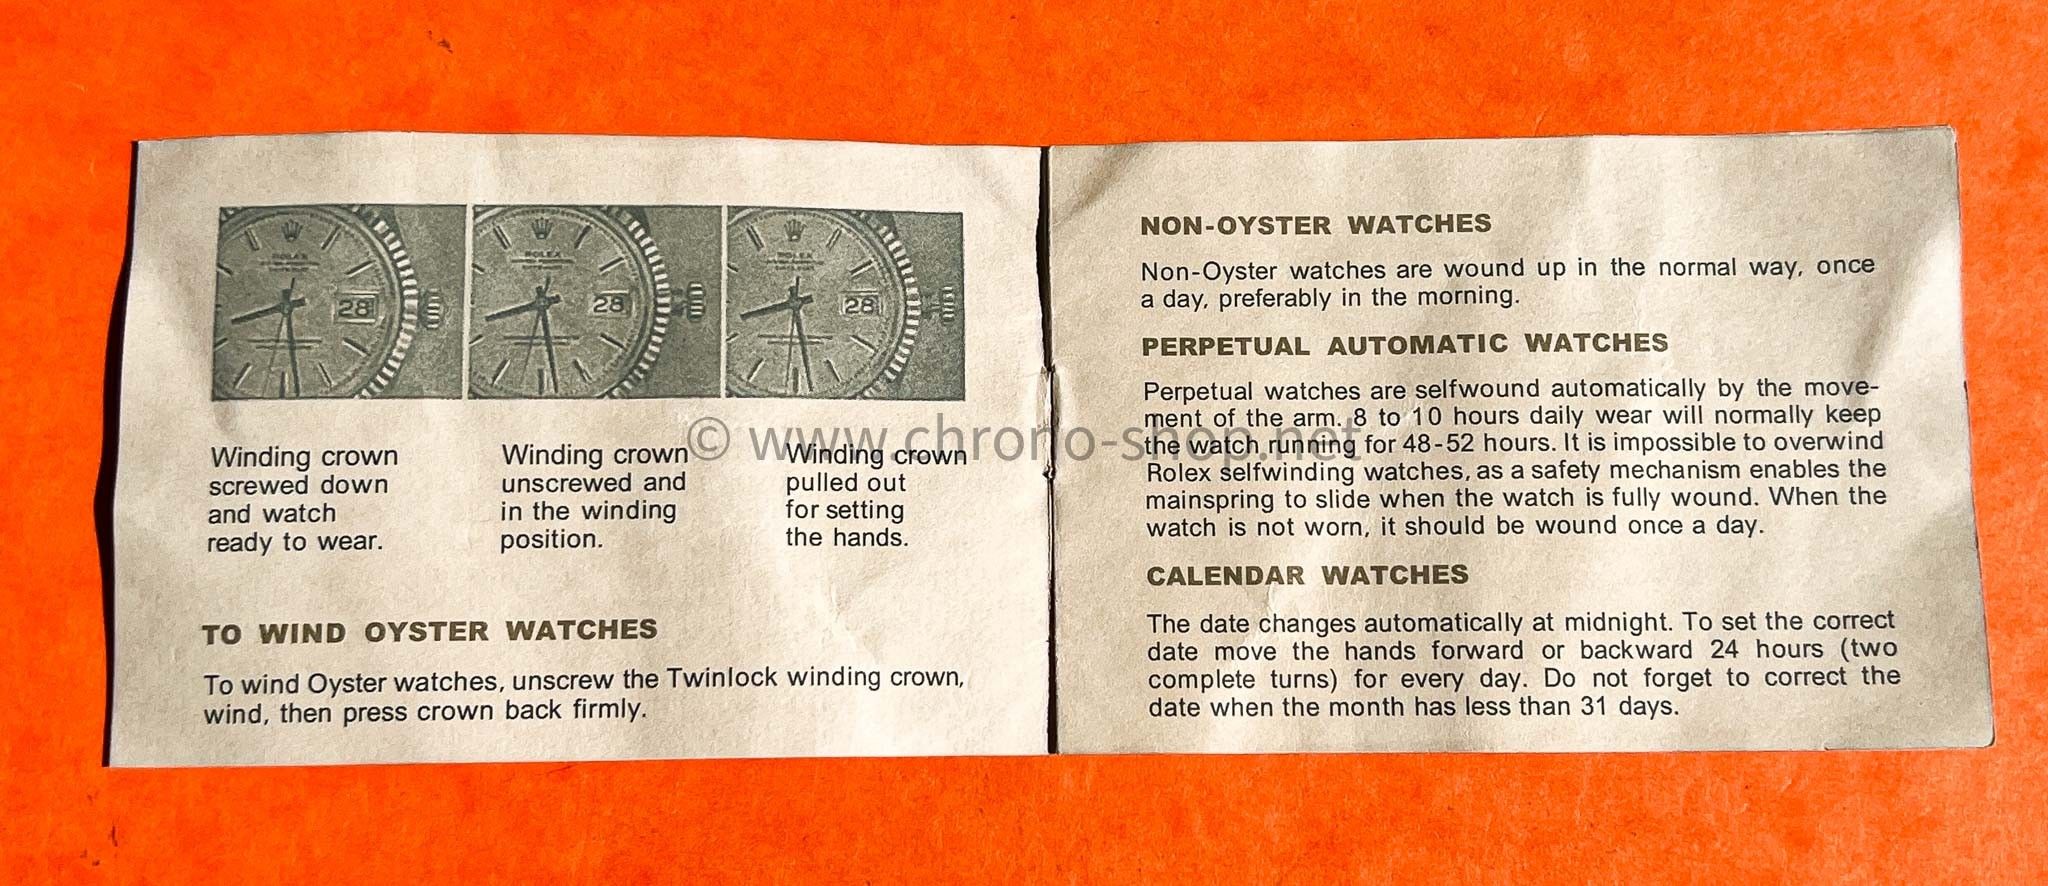 ROLEX
28
ROLEX
28
ROLEX
28
Winding crown
screwed down
and watch
ready to wear.
Winding crown
unscrewed and
in the winding
position.
Winding crown
pulled out
for setting
the hands.
TO WIND OYSTER WATCHES
To wind Oyster watches, unscrew the Twinlock winding crown,
wind, then press crown back firmly.
NON-OYSTER WATCHES
Non-Oyster watches are wound up in the normal way, once
a day, preferably in the morning.
PERPETUAL AUTOMATIC WATCHES
Perpetual watches are selfwound automatically by the move-
ment of the arm. 8 to 10 hours daily wear will normally keep
the watch running for 48-52 hours. It is impossible to overwind
Rolex selfwinding watches, as a safety mechanism enables the
mainspring to slide when the watch is fully wound. When the
watch is not worn, it should be wound once a day.
CALENDAR WATCHES
The date changes automatically at midnight. To set the correct
date move the hands forward or backward 24 hours (two
complete turns) for every day. Do not forget to correct the
date when the month has less than 31 days.
© www.chrono-shop.net